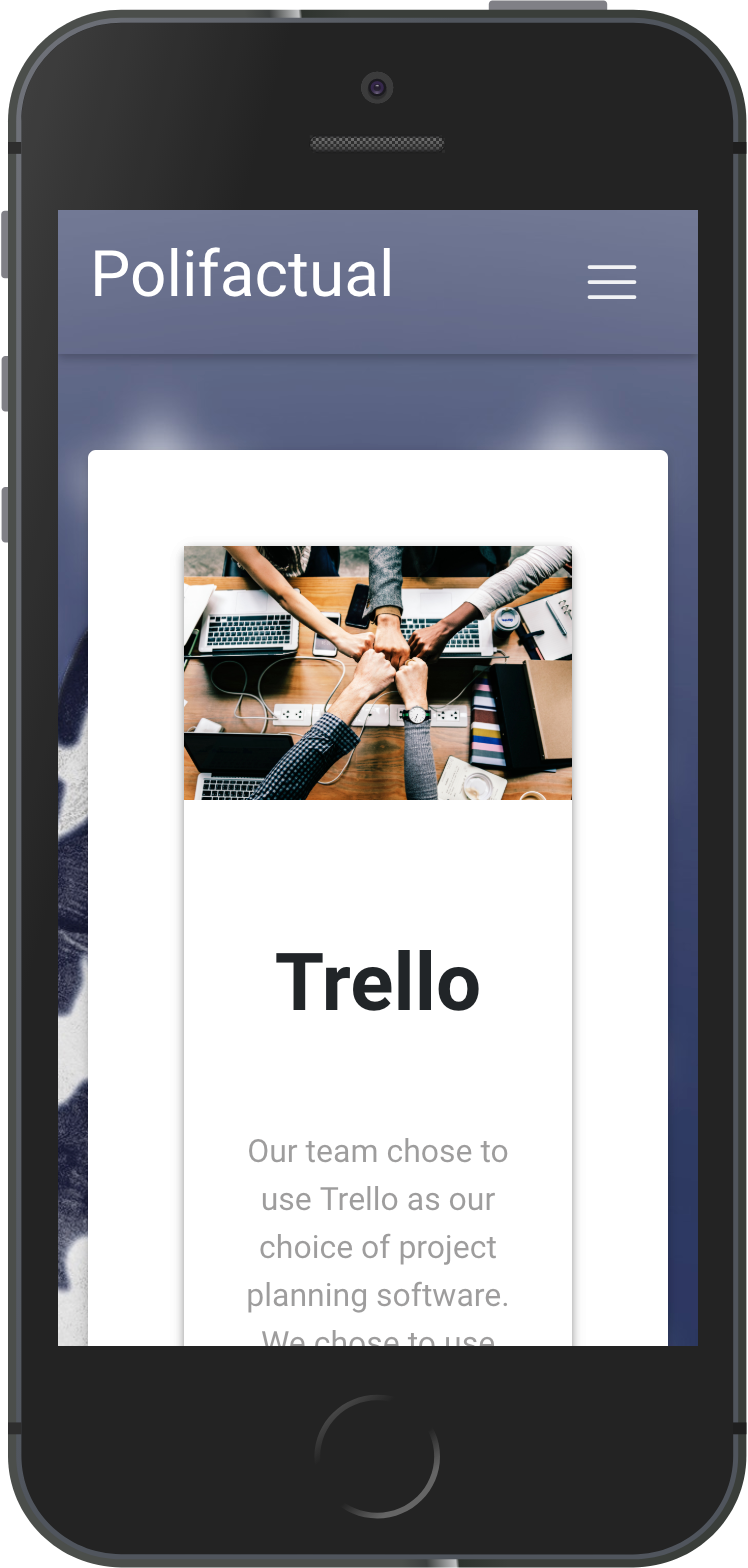 Polifactual
Trello
Our team chose to
use Trello as our
choice of project
planning software.
We chose to use